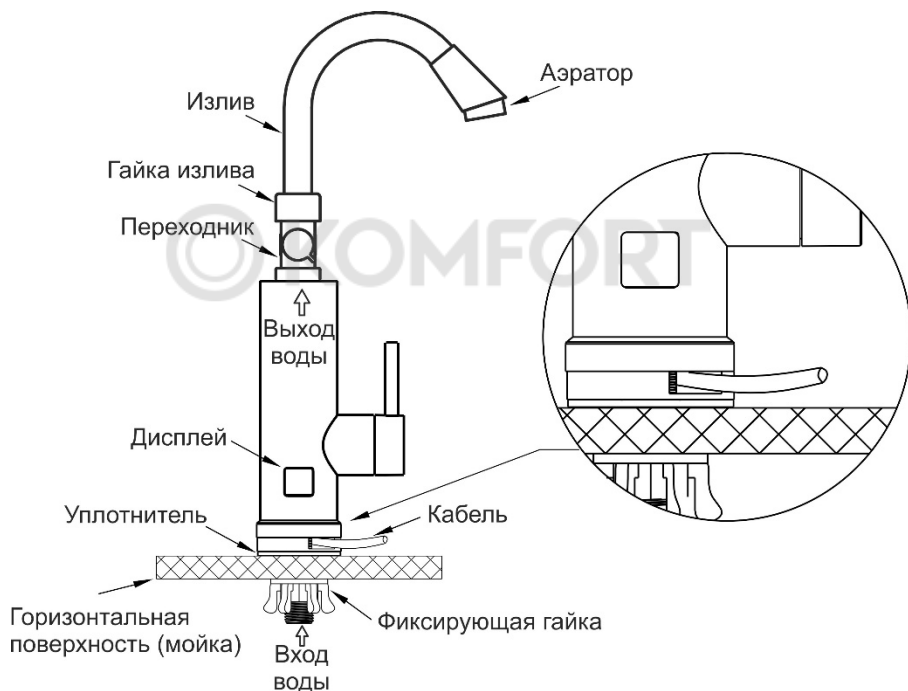 Аэратор
Излив
Гайка излива
Переходник
KOMFORT
Выход
воды
Дисплей
Уплотнитель
Кабель
Горизонтальная
поверхность (мойка)
Фиксирующая гайка
Вход
воды